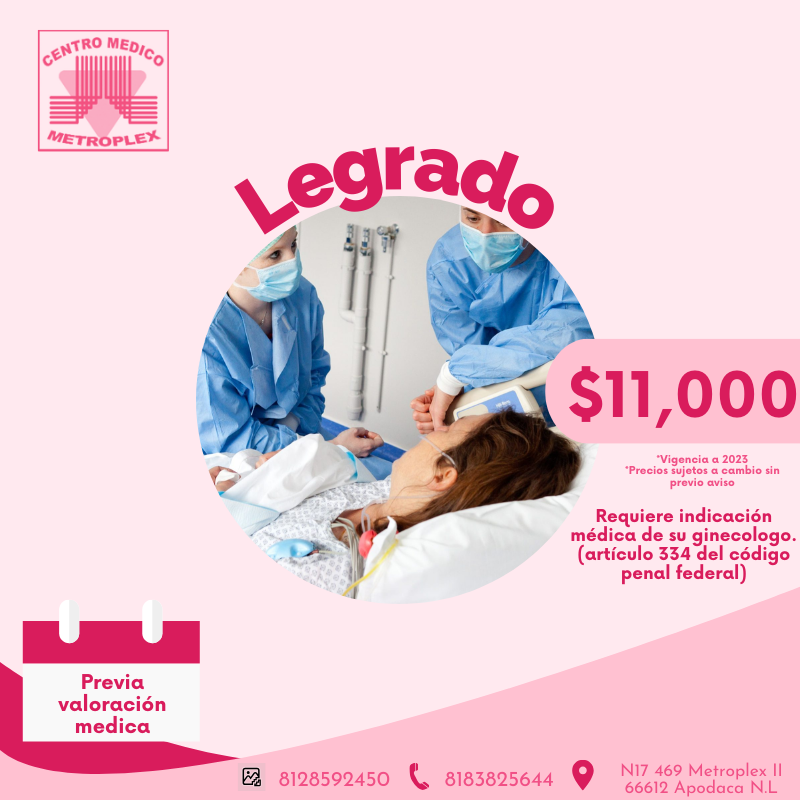 CENTRO MEDICO
METROPLEX
Legrado
$11,000
*Vigencia a 2023
*Precios sujetos a cambio sin
previo aviso
Requiere indicación
médica de su ginecologo.
(artículo 334 del código
penal federal)
Previa
valoración
medica
8128592450
8183825644
N17 469 Metroplex II
66612 Apodaca N.L